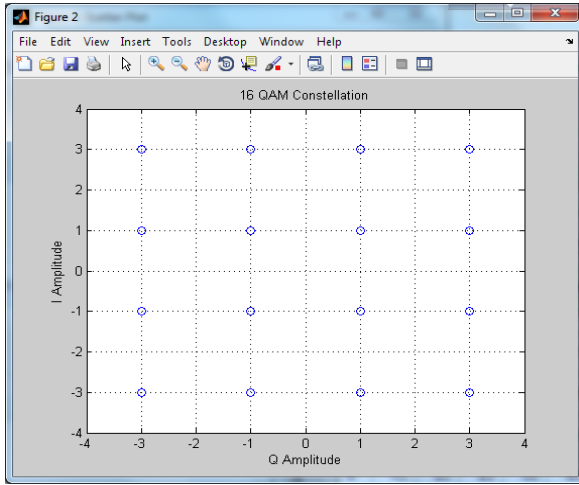 Figure 2
File Edit View Insert Tools Desktop Window Help
16 QAM Constellation
4
3
2
1
0
-1
-2
-3
-4
I Amplitude
-4 -3 -2 -1 0 1 2 3 4
Q Amplitude